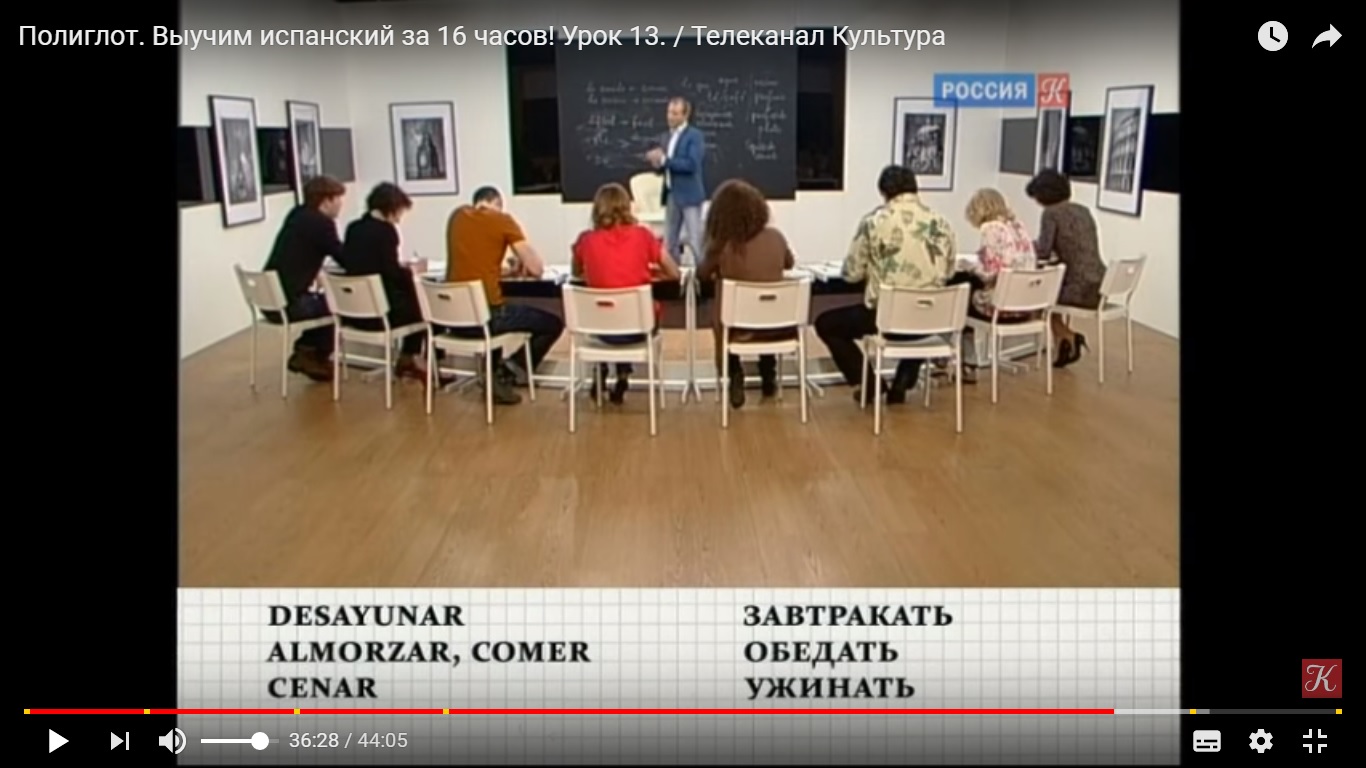 Полиглот. Выучим испанский за 16 часов! Урок 13. / Телеканал Культура
РОССИЯ К
DESAYUNAR ЗАВТРАКАТЬ
ALMORZAR, COMER ОБЕДАТЬ
CENAR УЖИНАТЬ
К
36:28 / 44:05